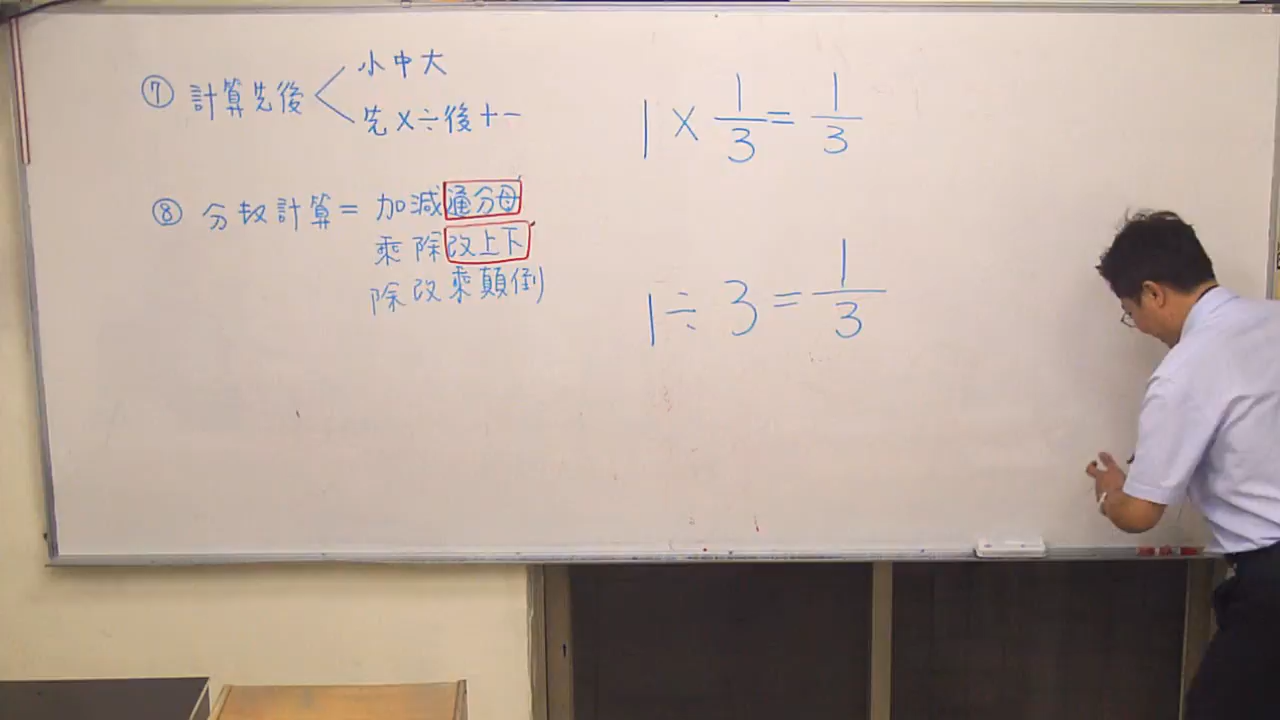 ⑦ 計算先後 小中大
先×÷後+-
⑧ 分数計算 = 加減通分母
乘除改上下
除改乘顛倒
1 × 1/3 = 1/3
1 ÷ 3 = 1/3